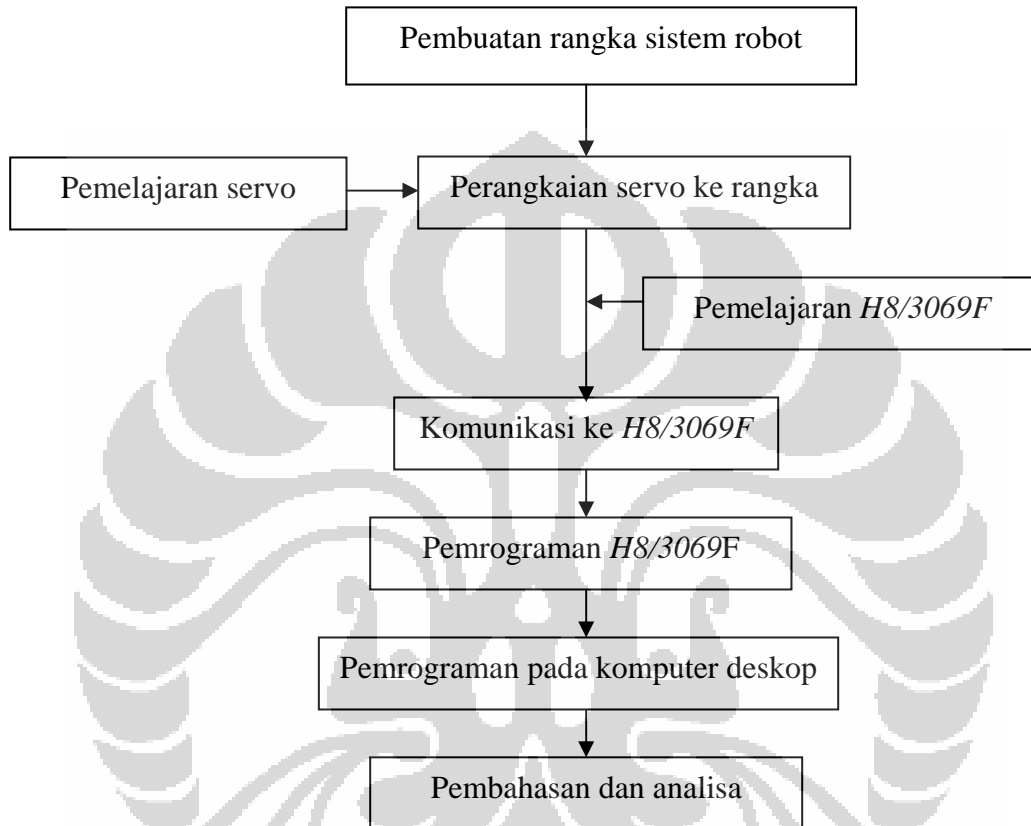 Pembuatan rangka sistem robot
Pemelajaran servo
Perangkaian servo ke rangka
Pemelajaran H8/3069F
Komunikasi ke H8/3069F
Pemrograman H8/3069F
Pemrograman pada komputer deskop
Pembahasan dan analisa